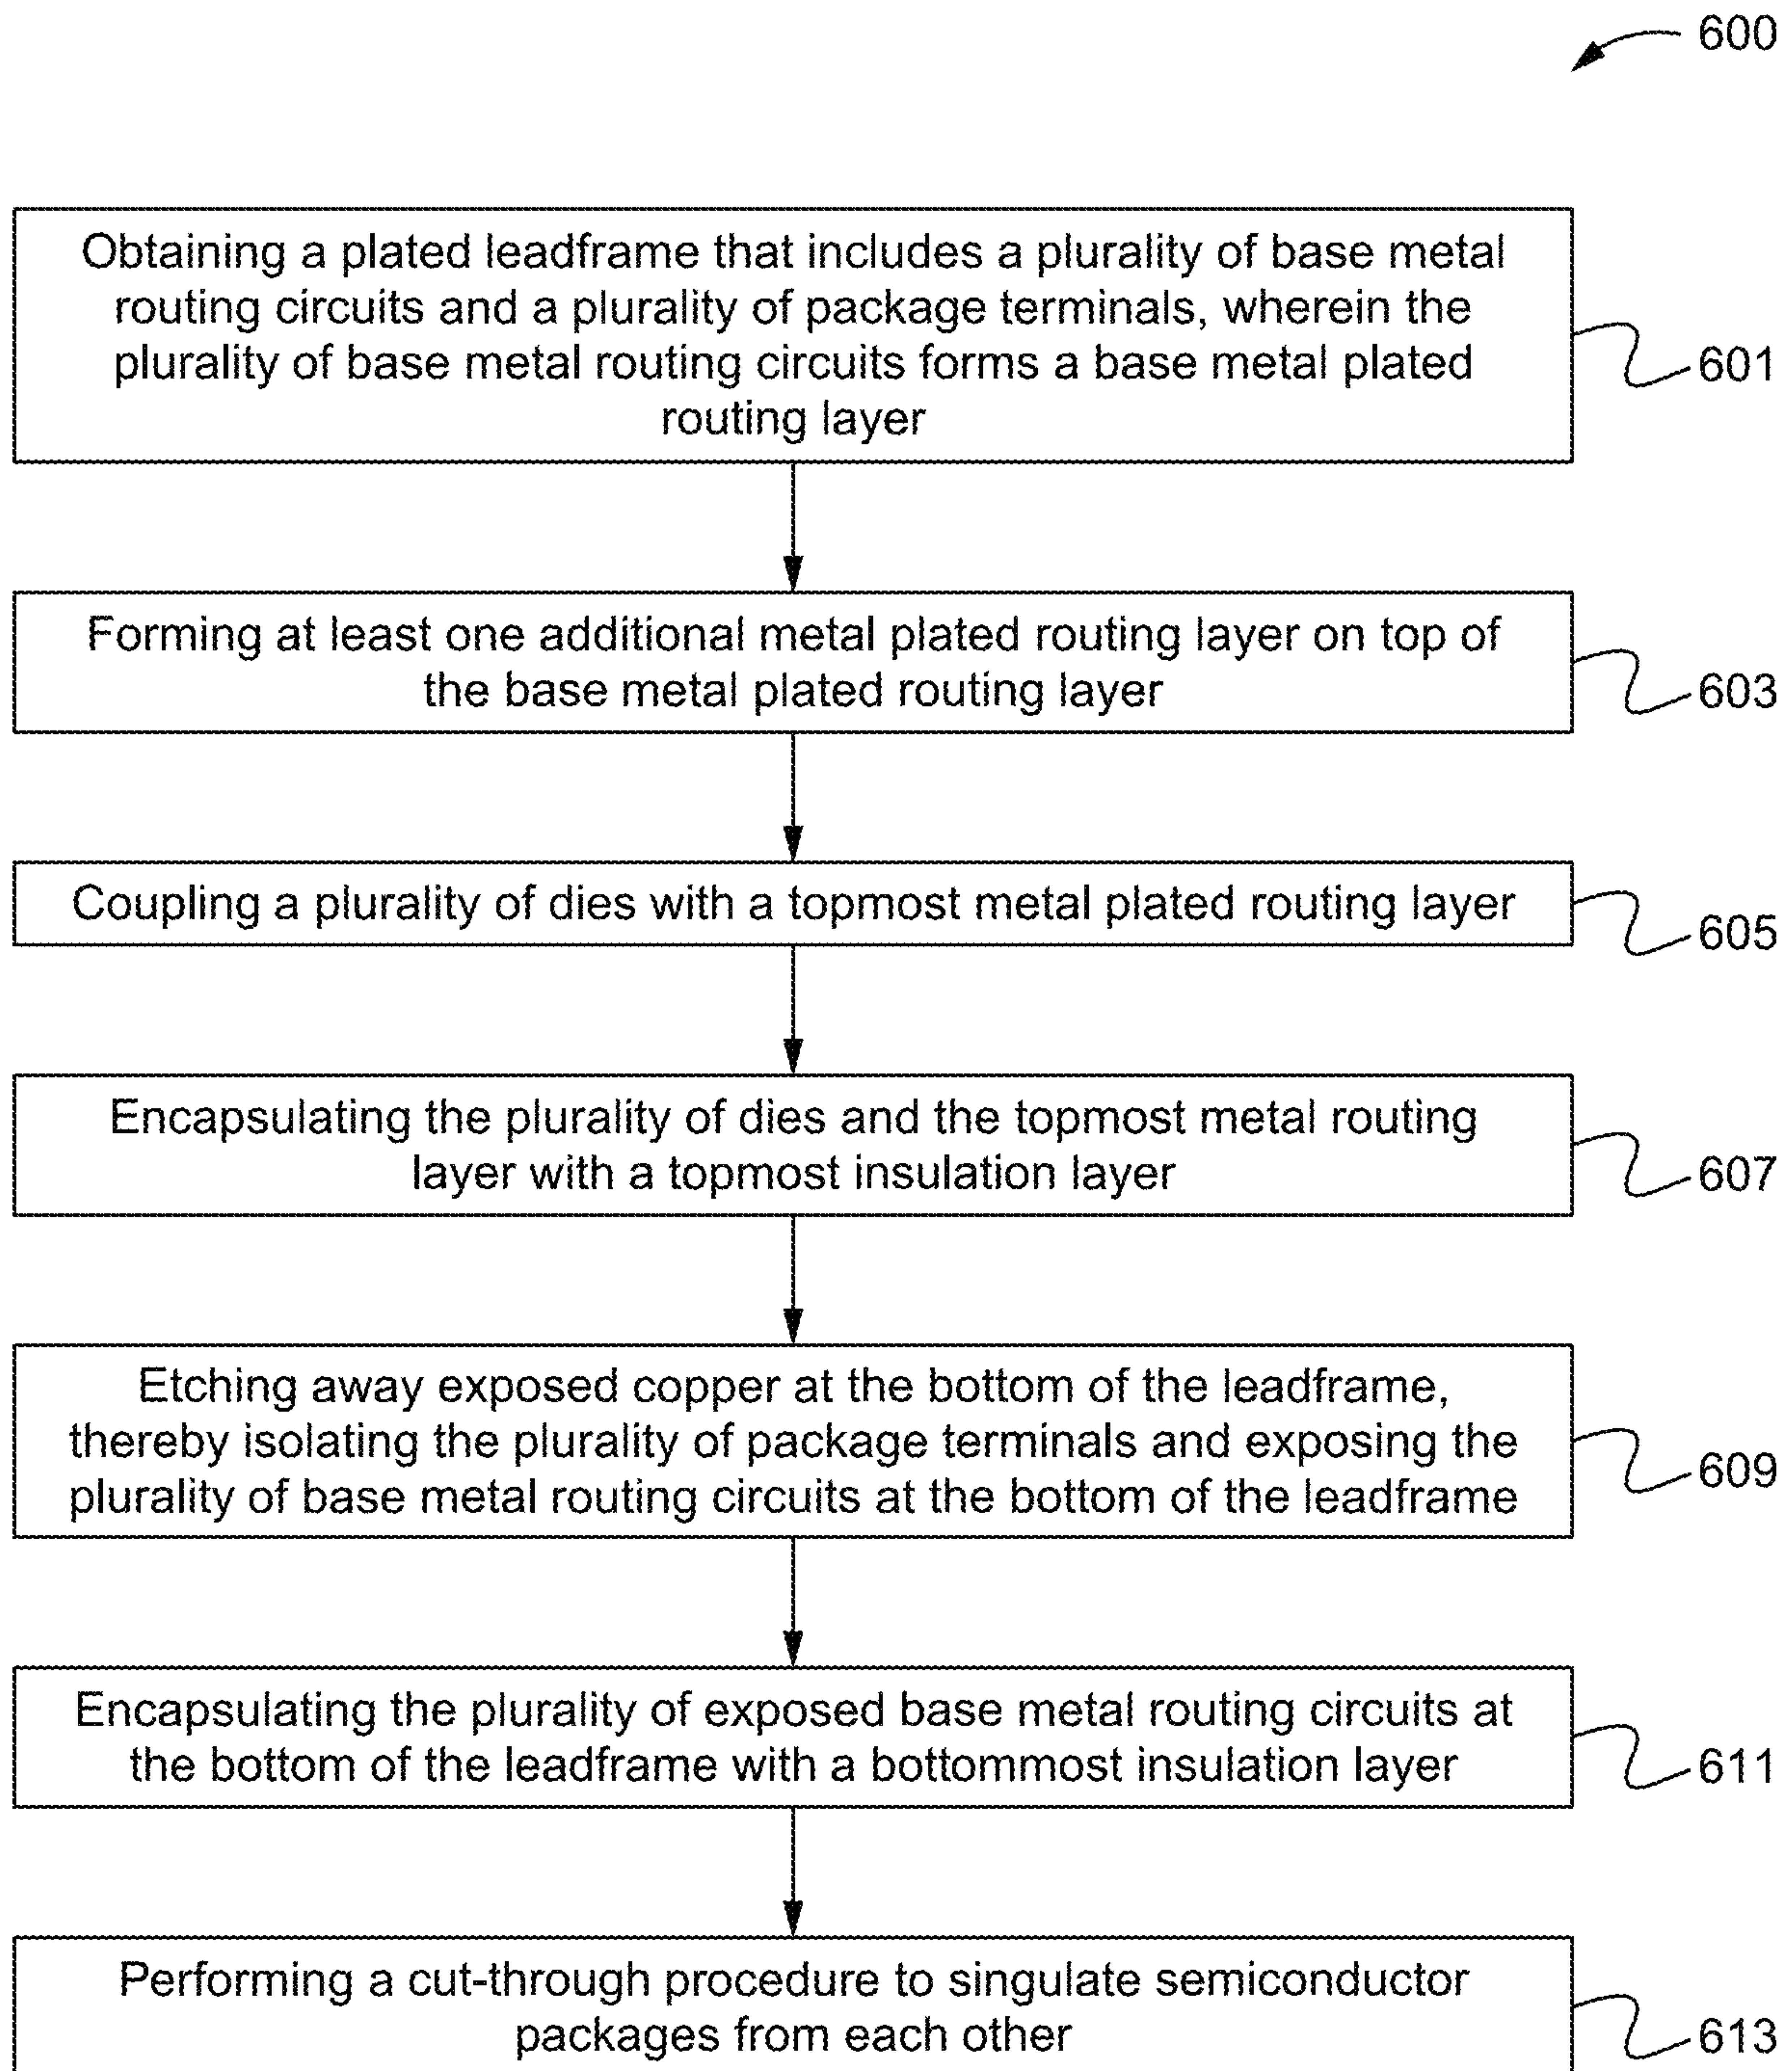 600
Obtaining a plated leadframe that includes a plurality of base metal
routing circuits and a plurality of package terminals, wherein the
plurality of base metal routing circuits forms a base metal plated
routing layer
601
Forming at least one additional metal plated routing layer on top of
the base metal plated routing layer
603
Coupling a plurality of dies with a topmost metal plated routing layer
605
Encapsulating the plurality of dies and the topmost metal routing
layer with a topmost insulation layer
607
Etching away exposed copper at the bottom of the leadframe,
thereby isolating the plurality of package terminals and exposing the
plurality of base metal routing circuits at the bottom of the leadframe
609
Encapsulating the plurality of exposed base metal routing circuits at
the bottom of the leadframe with a bottommost insulation layer
611
Performing a cut-through procedure to singulate semiconductor
packages from each other
613